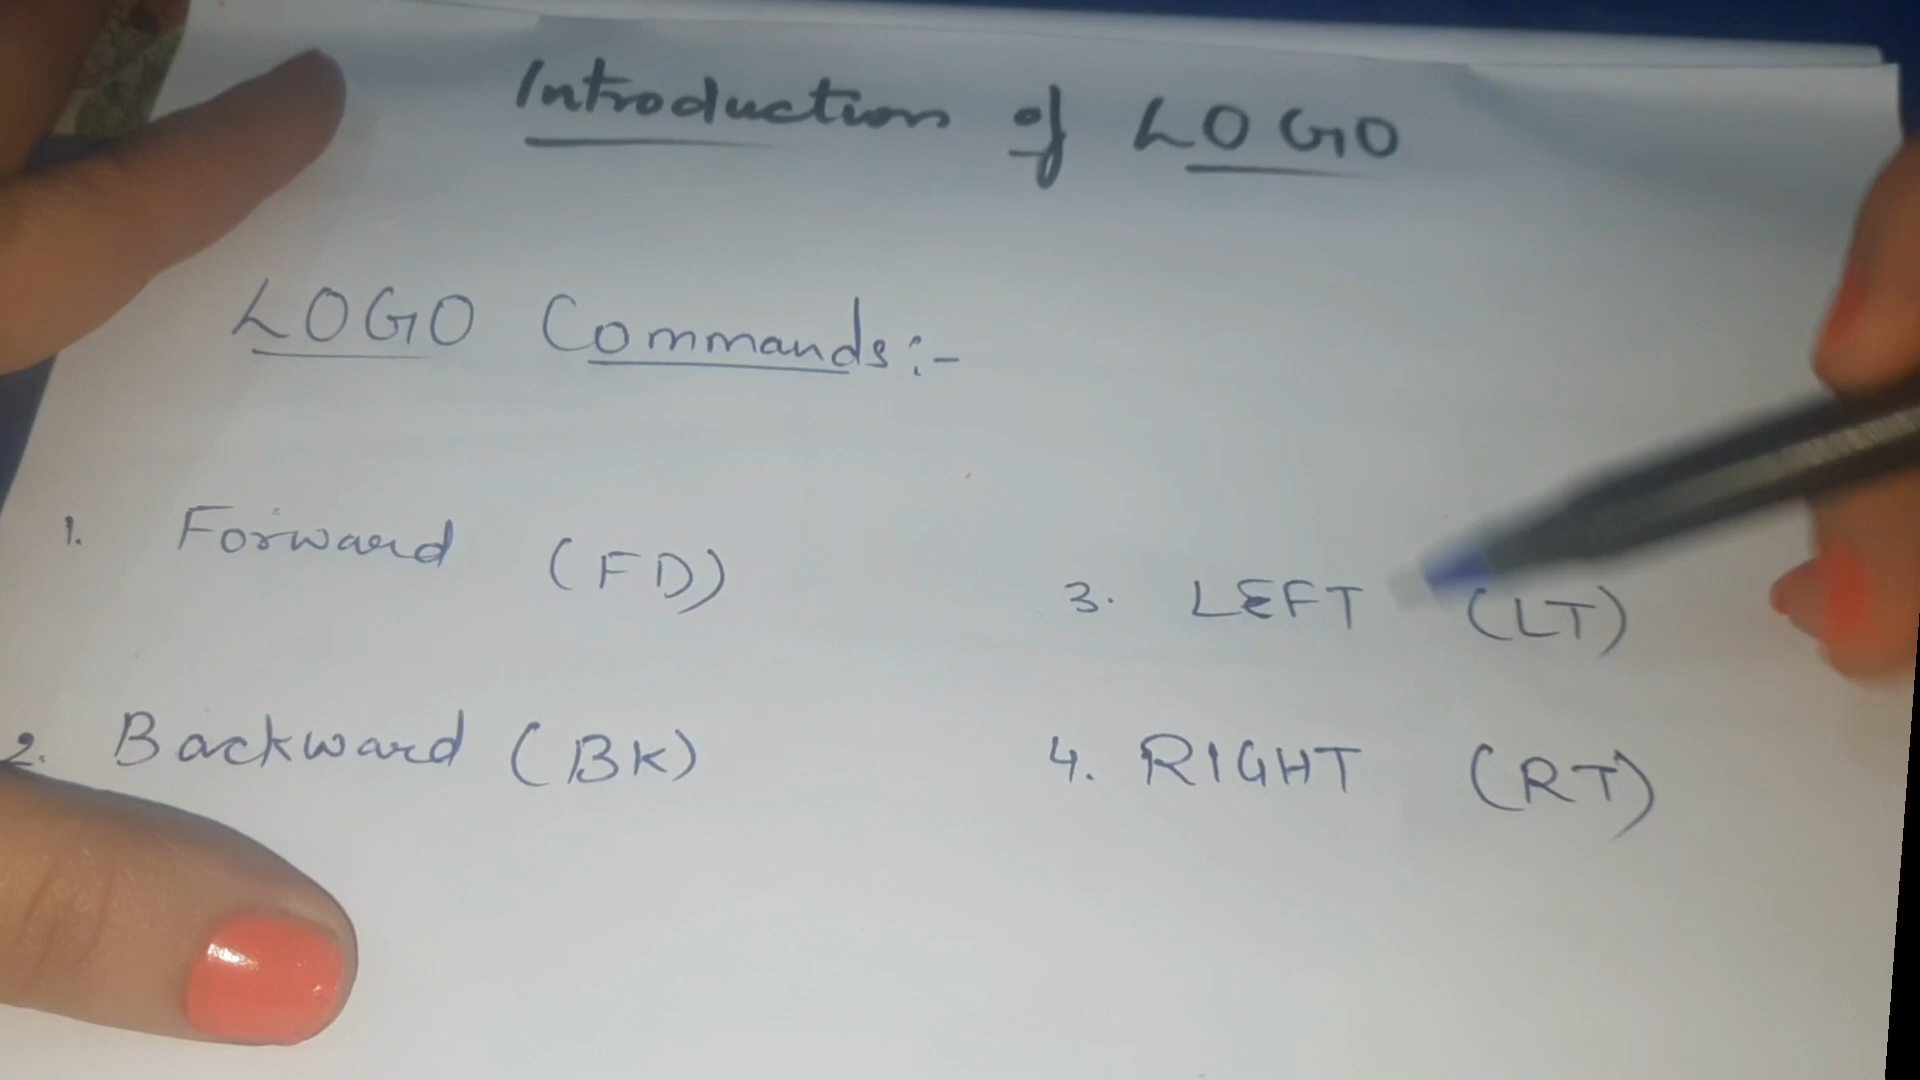 Introduction of LOGO
LOGO Commands:-
1. Forward (FD)
2. Backward (BK)
3. LEFT (LT)
4. RIGHT (RT)